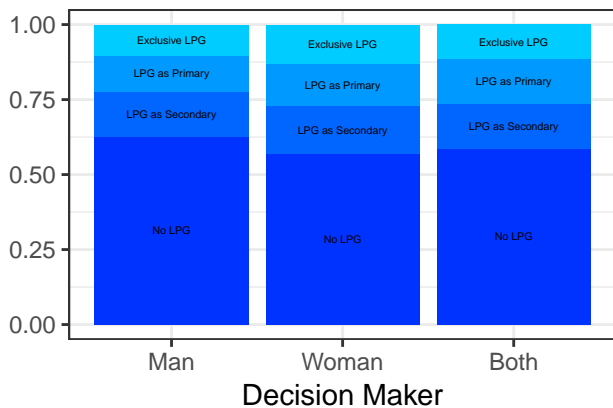 1.00
0.75
0.50
0.25
0.00
Exclusive LPG
LPG as Primary
LPG as Secondary
No LPG
Exclusive LPG
LPG as Primary
LPG as Secondary
No LPG
Exclusive LPG
LPG as Primary
LPG as Secondary
No LPG
Man
Woman
Both
Decision Maker